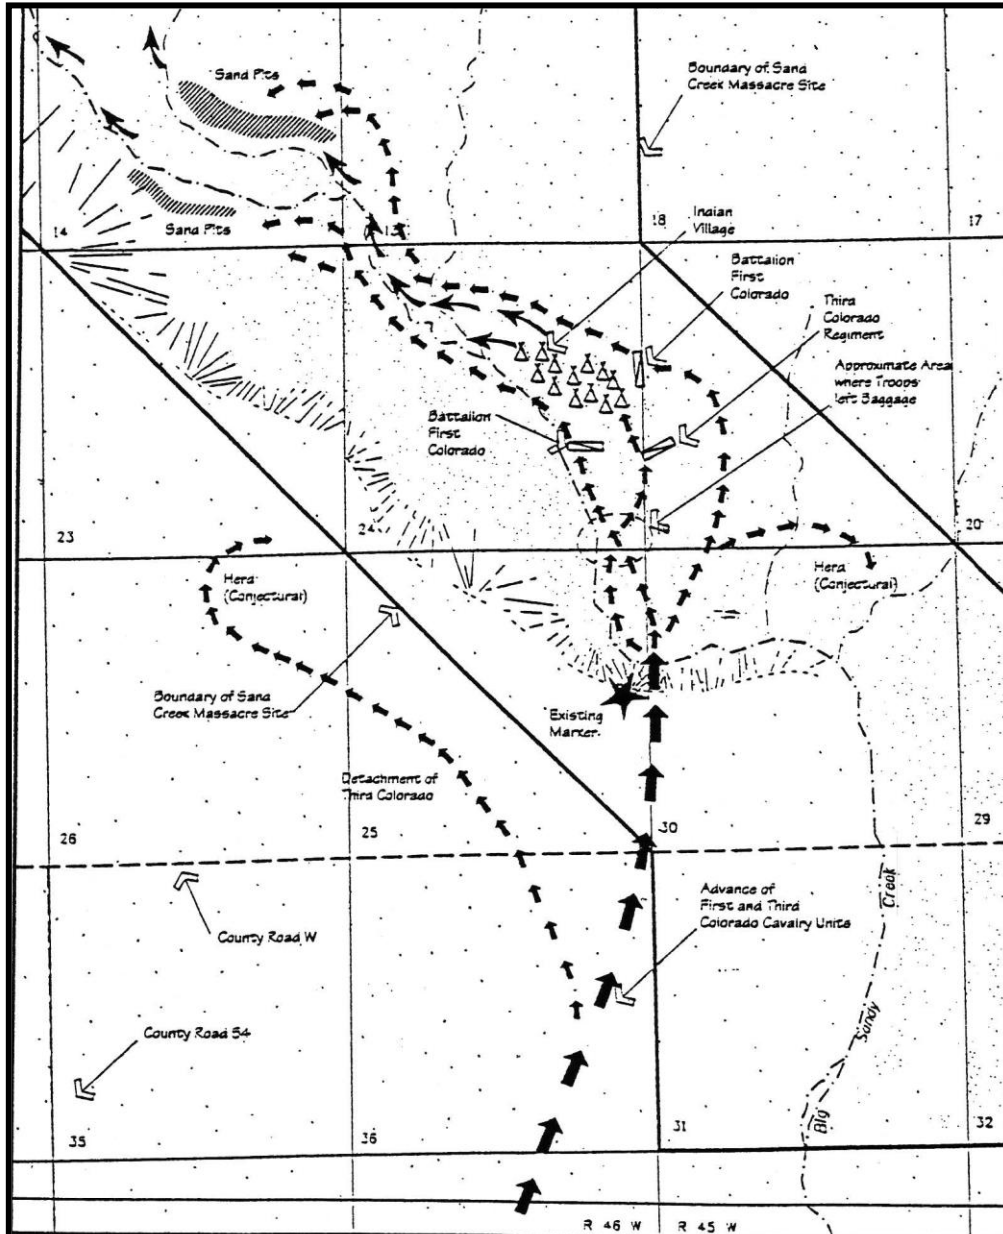 Sand Pits
Boundary of Sand
Creek Massacre Site
Sand Pits
14
13
18
17
Indian
Village
Battalion
First
Colorado
Third
Colorado
Regiment
Approximate Area
where Troops
left Baggage
Battalion
First
Colorado
23
24
20
Hera
(Conjectural)
Hera
(Conjectural)
Boundary of Sand
Creek Massacre Site
Existing
Marker
Detachment of
Third Colorado
26
25
30
29
County Road W
Advance of
First and Third
Colorado Cavalry Units
County Road 54
Big Sandy Creek
35
36
31
32
R 46 W
R 45 W